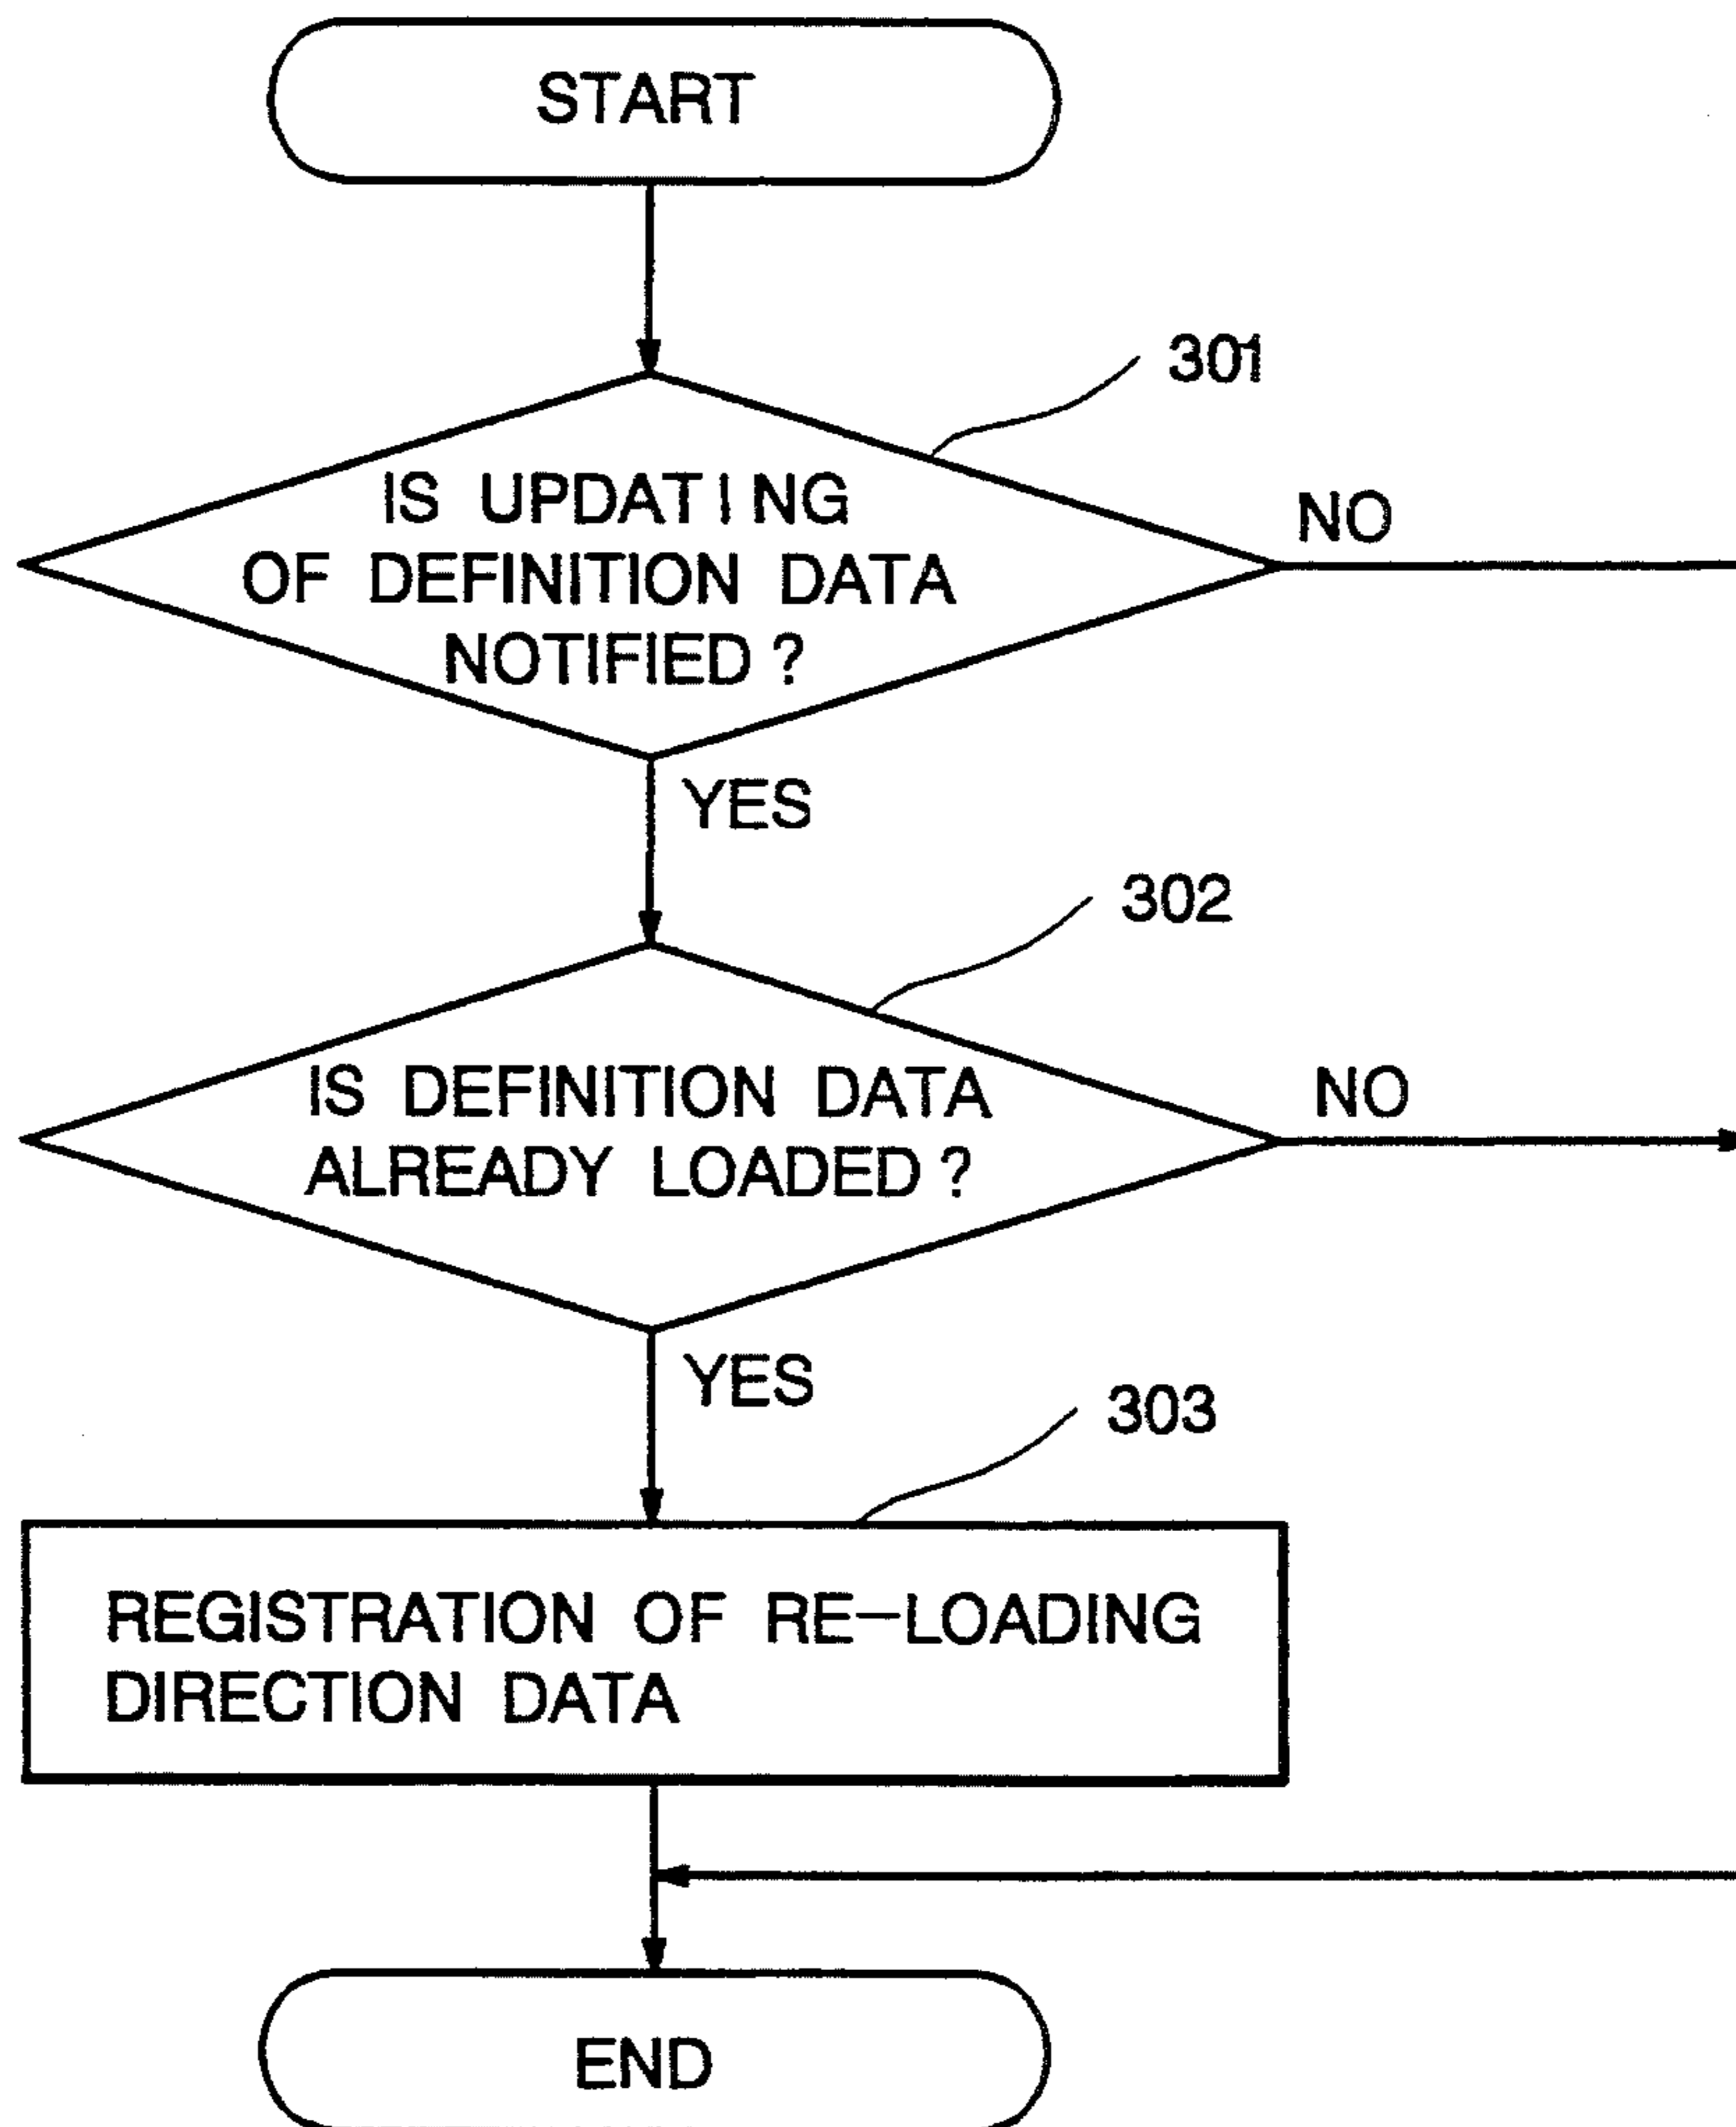 START
301
IS UPDATING
OF DEFINITION DATA
NOTIFIED ?
NO
YES
302
IS DEFINITION DATA
ALREADY LOADED ?
NO
YES
303
REGISTRATION OF RE-LOADING
DIRECTION DATA
END